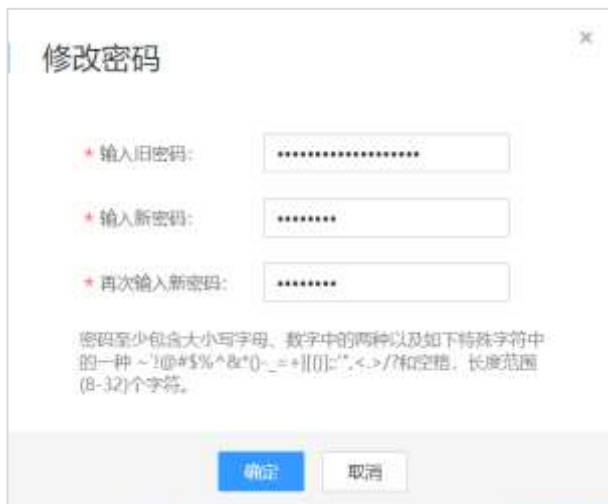 修改密码
×
* 输入旧密码: •••••••••••••••••••
* 输入新密码: ••••••••
* 再次输入新密码: ••••••••
密码至少包含大小写字母、数字中的两种以及如下特殊字符中
的一种 ~`!@#$%^&*()-_=+|[{}];:'",<.>/?和空格，长度范围
(8-32)个字符。
确定 取消